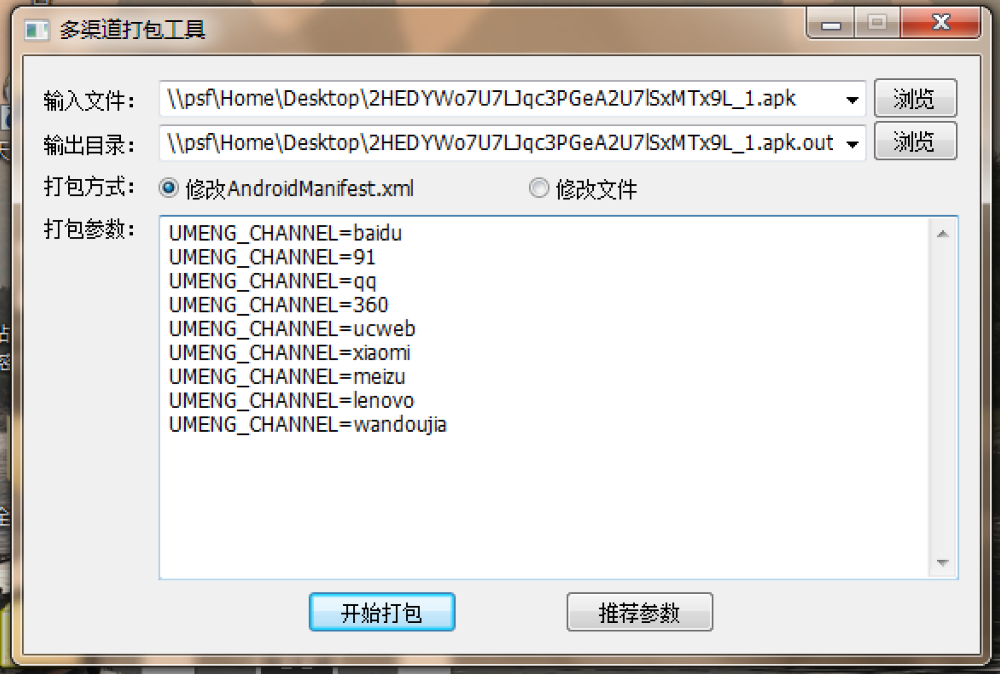 多渠道打包工具
输入文件： \\psf\Home\Desktop\2HEDYWo7U7LJqc3PGeA2U7lSxMTx9L_1.apk 浏览
输出目录： \\psf\Home\Desktop\2HEDYWo7U7LJqc3PGeA2U7lSxMTx9L_1.apk.out 浏览
打包方式： 修改AndroidManifest.xml 修改文件
打包参数： UMENG_CHANNEL=baidu
UMENG_CHANNEL=91
UMENG_CHANNEL=qq
UMENG_CHANNEL=360
UMENG_CHANNEL=ucweb
UMENG_CHANNEL=xiaomi
UMENG_CHANNEL=meizu
UMENG_CHANNEL=lenovo
UMENG_CHANNEL=wandoujia
开始打包 推荐参数